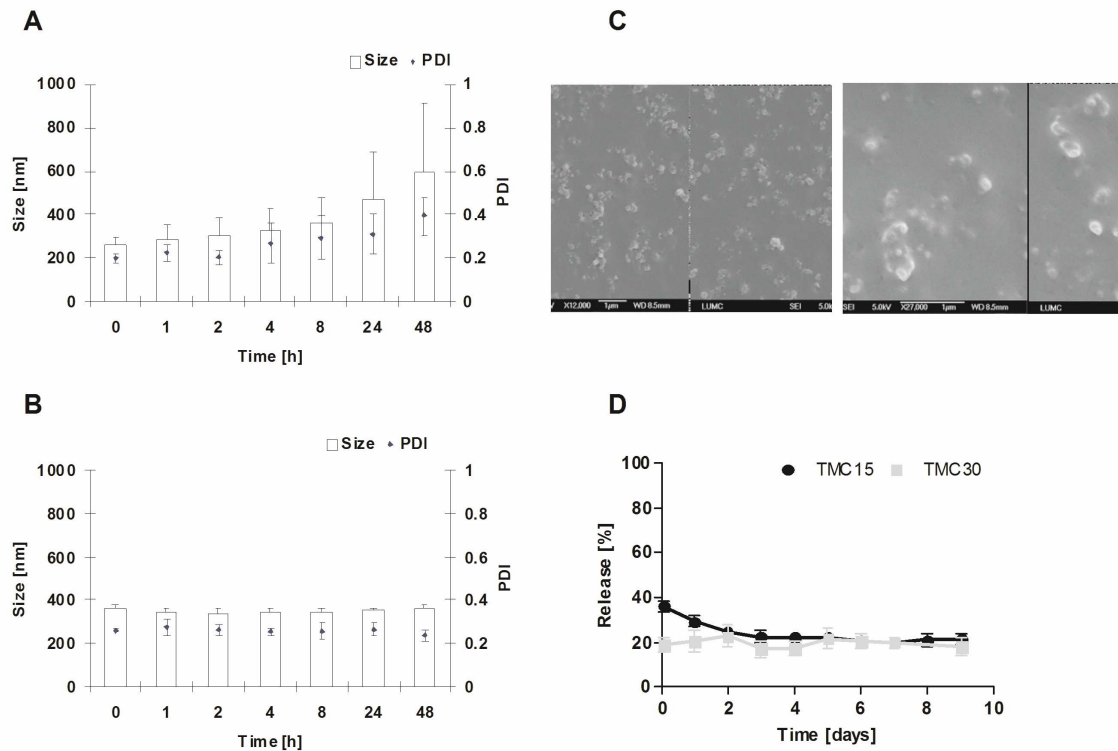 A
Size PDI
1000
800
600
400
200
0
Size [nm]
1
0.8
0.6
0.4
0.2
0
PDI
0 1 2 4 8 24 48
Time [h]
B
Size PDI
1000
800
600
400
200
0
Size [nm]
1
0.8
0.6
0.4
0.2
0
PDI
0 1 2 4 8 24 48
Time [h]
C
V X12,000 1µm WD 8.5mm LUMC SEI 5.0k
SEI 5.0kV X27,000 1µm WD 8.5mm LUMC
D
TMC15 TMC30
100
80
60
40
20
0
Release [%]
0 2 4 6 8 10
Time [days]